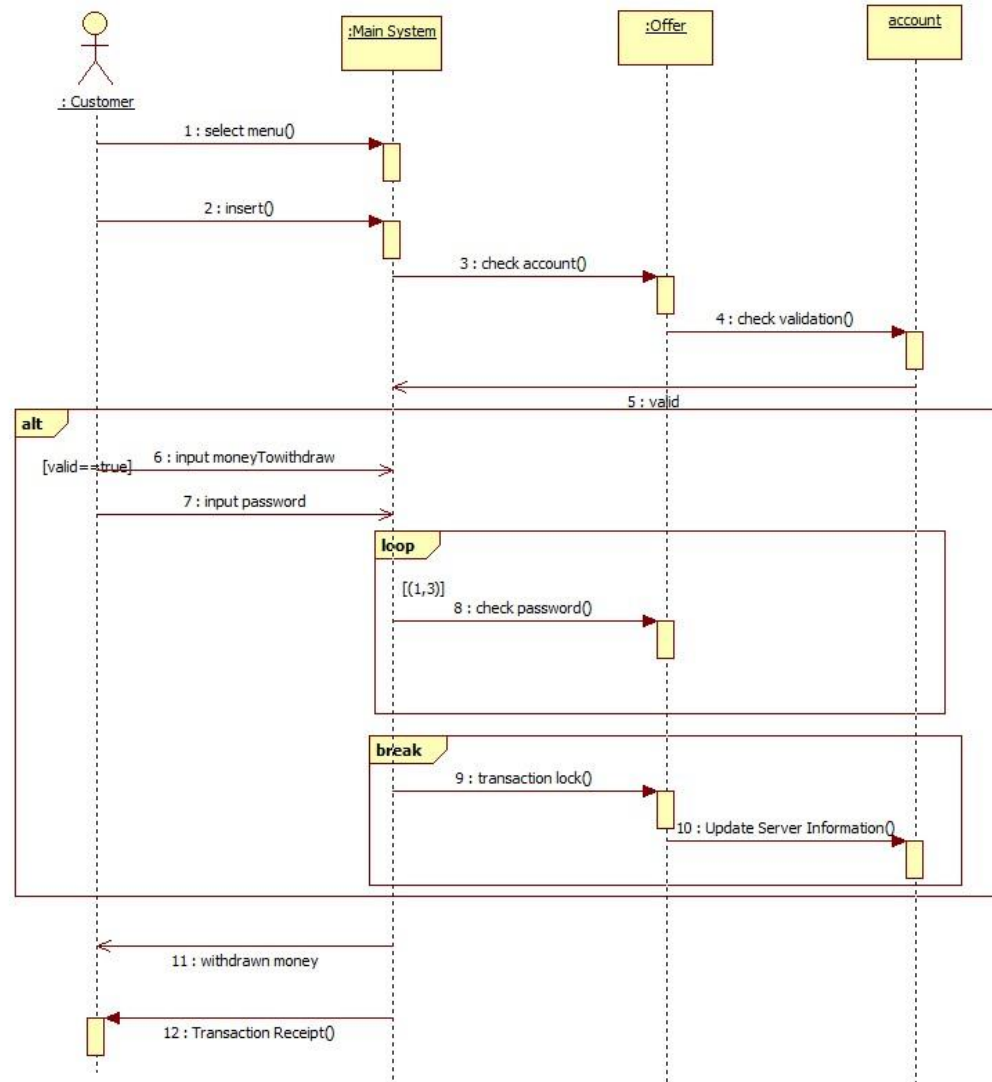 : Customer
:Main System
:Offer
account
1 : select menu()
2 : insert()
3 : check account()
4 : check validation()
5 : valid
alt
[valid==true]
6 : input moneyTowithdraw
7 : input password
loop
[(1,3)]
8 : check password()
break
9 : transaction lock()
10 : Update Server Information()
11 : withdrawn money
12 : Transaction Receipt()